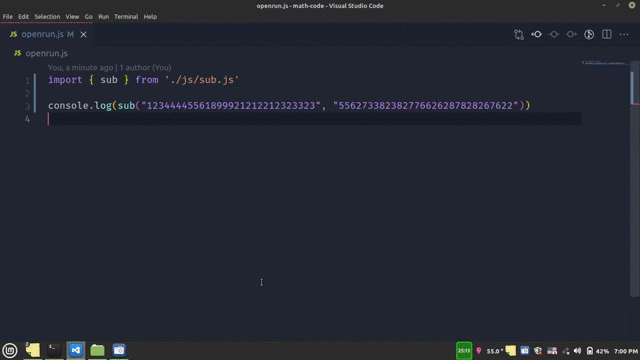 openrun.js - math-code - Visual Studio Code
File Edit Selection View Go Run Terminal Help
JS openrun.js M
JS openrun.js
You, a minute ago | 1 author (You)
1 import { sub } from './js/sub.js'
2
3 console.log(sub("12344445561899921212212323323", "556273382382776626287828267622"))
4
25:15 55.0° 42% 7:00 PM